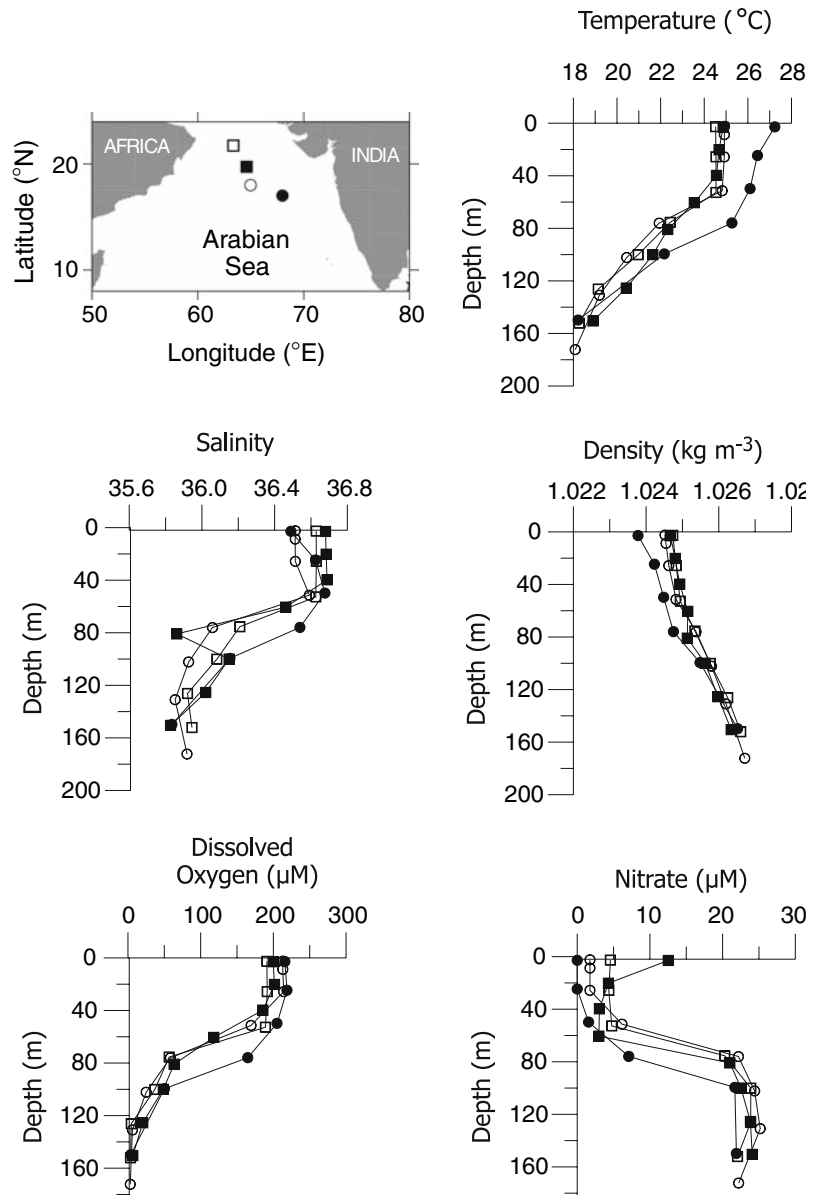 AFRICA
INDIA
Arabian
Sea
20
10
Latitude (°N)
50 60 70 80
Longitude (°E)
Temperature (°C)
18 20 22 24 26 28
0
40
80
120
160
200
Depth (m)
Salinity
35.6 36.0 36.4 36.8
0
40
80
120
160
200
Depth (m)
Density (kg m-3)
1.022 1.024 1.026 1.02
0
40
80
120
160
200
Depth (m)
Dissolved
Oxygen (µM)
0 100 200 300
0
40
80
120
160
Depth (m)
Nitrate (µM)
0 10 20 30
0
40
80
120
160
Depth (m)